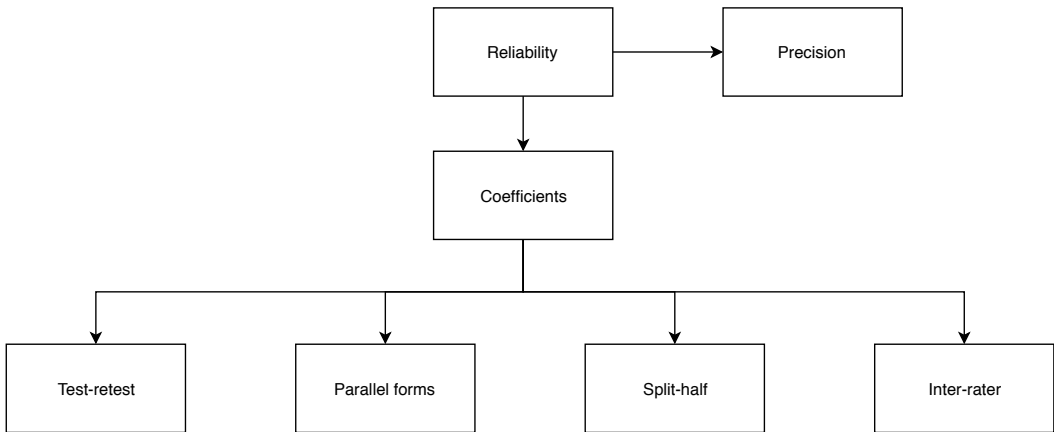 Reliability
Precision
Coefficients
Test-retest
Parallel forms
Split-half
Inter-rater